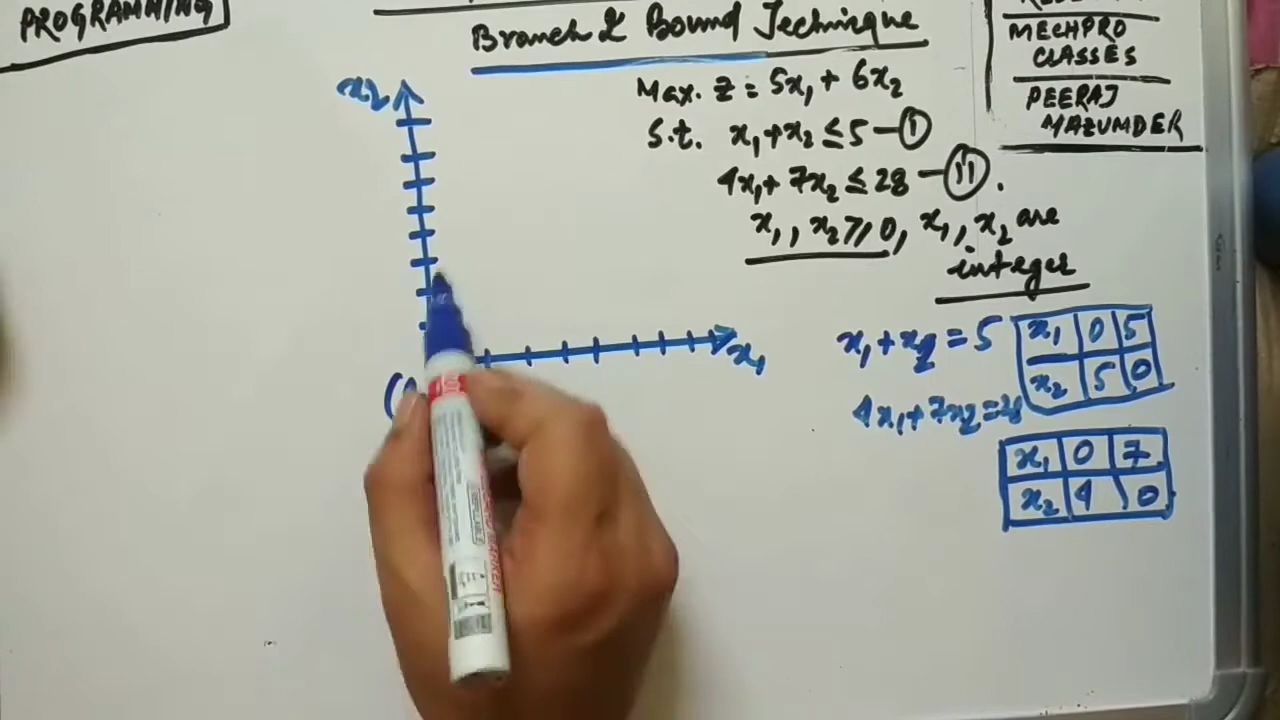 PROGRAMMING
Branch & Bound Technique
MECHPRO
CLASSES
PEERAJ
MAZUMDER
Max. Z = 5x₁ + 6x₂
S.t. x₁ + x₂ ≤ 5 — (I)
4x₁ + 7x₂ ≤ 28 — (II).
x₁, x₂ ≥ 0, x₁, x₂ are
integer
x₂
x₁
x₁ + x₂ = 5
x₁ 0 5
x₂ 5 0
4x₁ + 7x₂ = 28
x₁ 0 7
x₂ 4 0